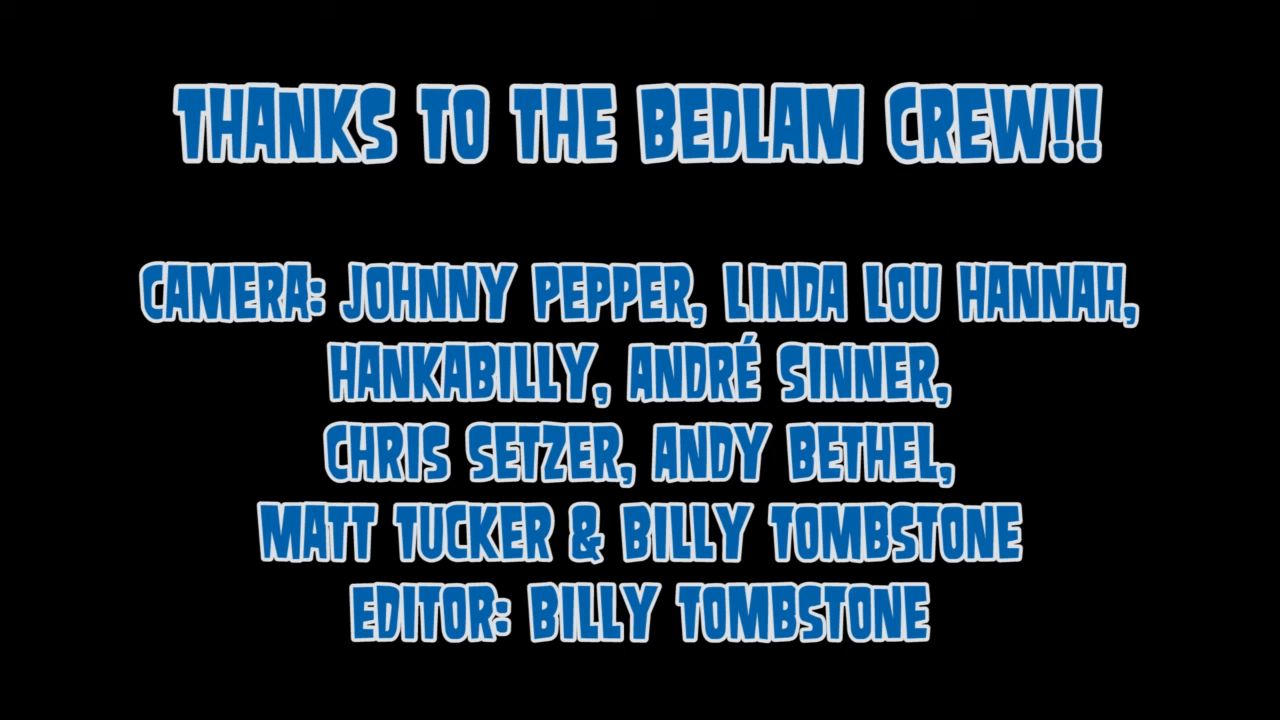 THANKS TO THE BEDLAM CREW!!
CAMERA: JOHNNY PEPPER, LINDA LOU HANNAH,
HANKABILLY, ANDRÉ SINNER,
CHRIS SETZER, ANDY BETHEL,
MATT TUCKER & BILLY TOMBSTONE
EDITOR: BILLY TOMBSTONE